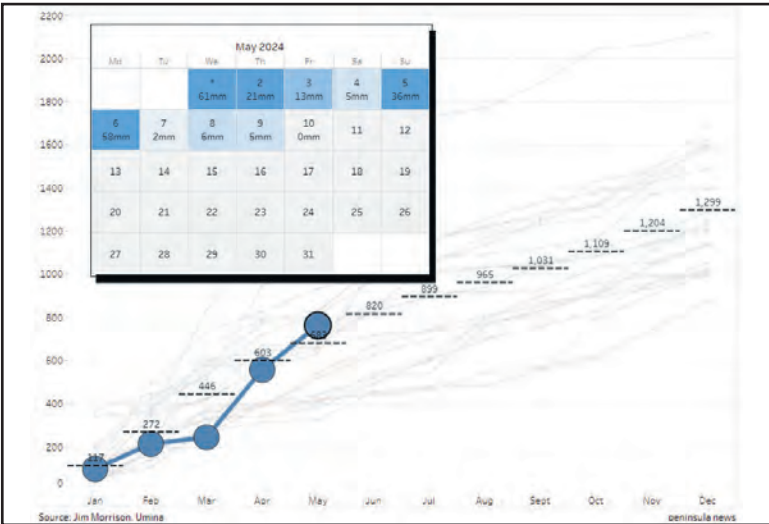 2200
2000
1800
1600
1400
1200
1000
800
600
400
200
0
May 2024
Mo Tu We Th Fr Sa Su
2 3 4 5
61mm 21mm 13mm 5mm 36mm
6 7 8 9 10 11 12
58mm 2mm 6mm 0mm
13 14 15 16 17 18 19
20 21 22 23 24 25 26
27 28 29 30 31
117
272
446
603
820
899
965
1,031
1,109
1,204
1,299
Jan Feb Mar Apr May Jun Jul Aug Sept Oct Nov Dec
Source: Jim Morrison, Umina peninsula news